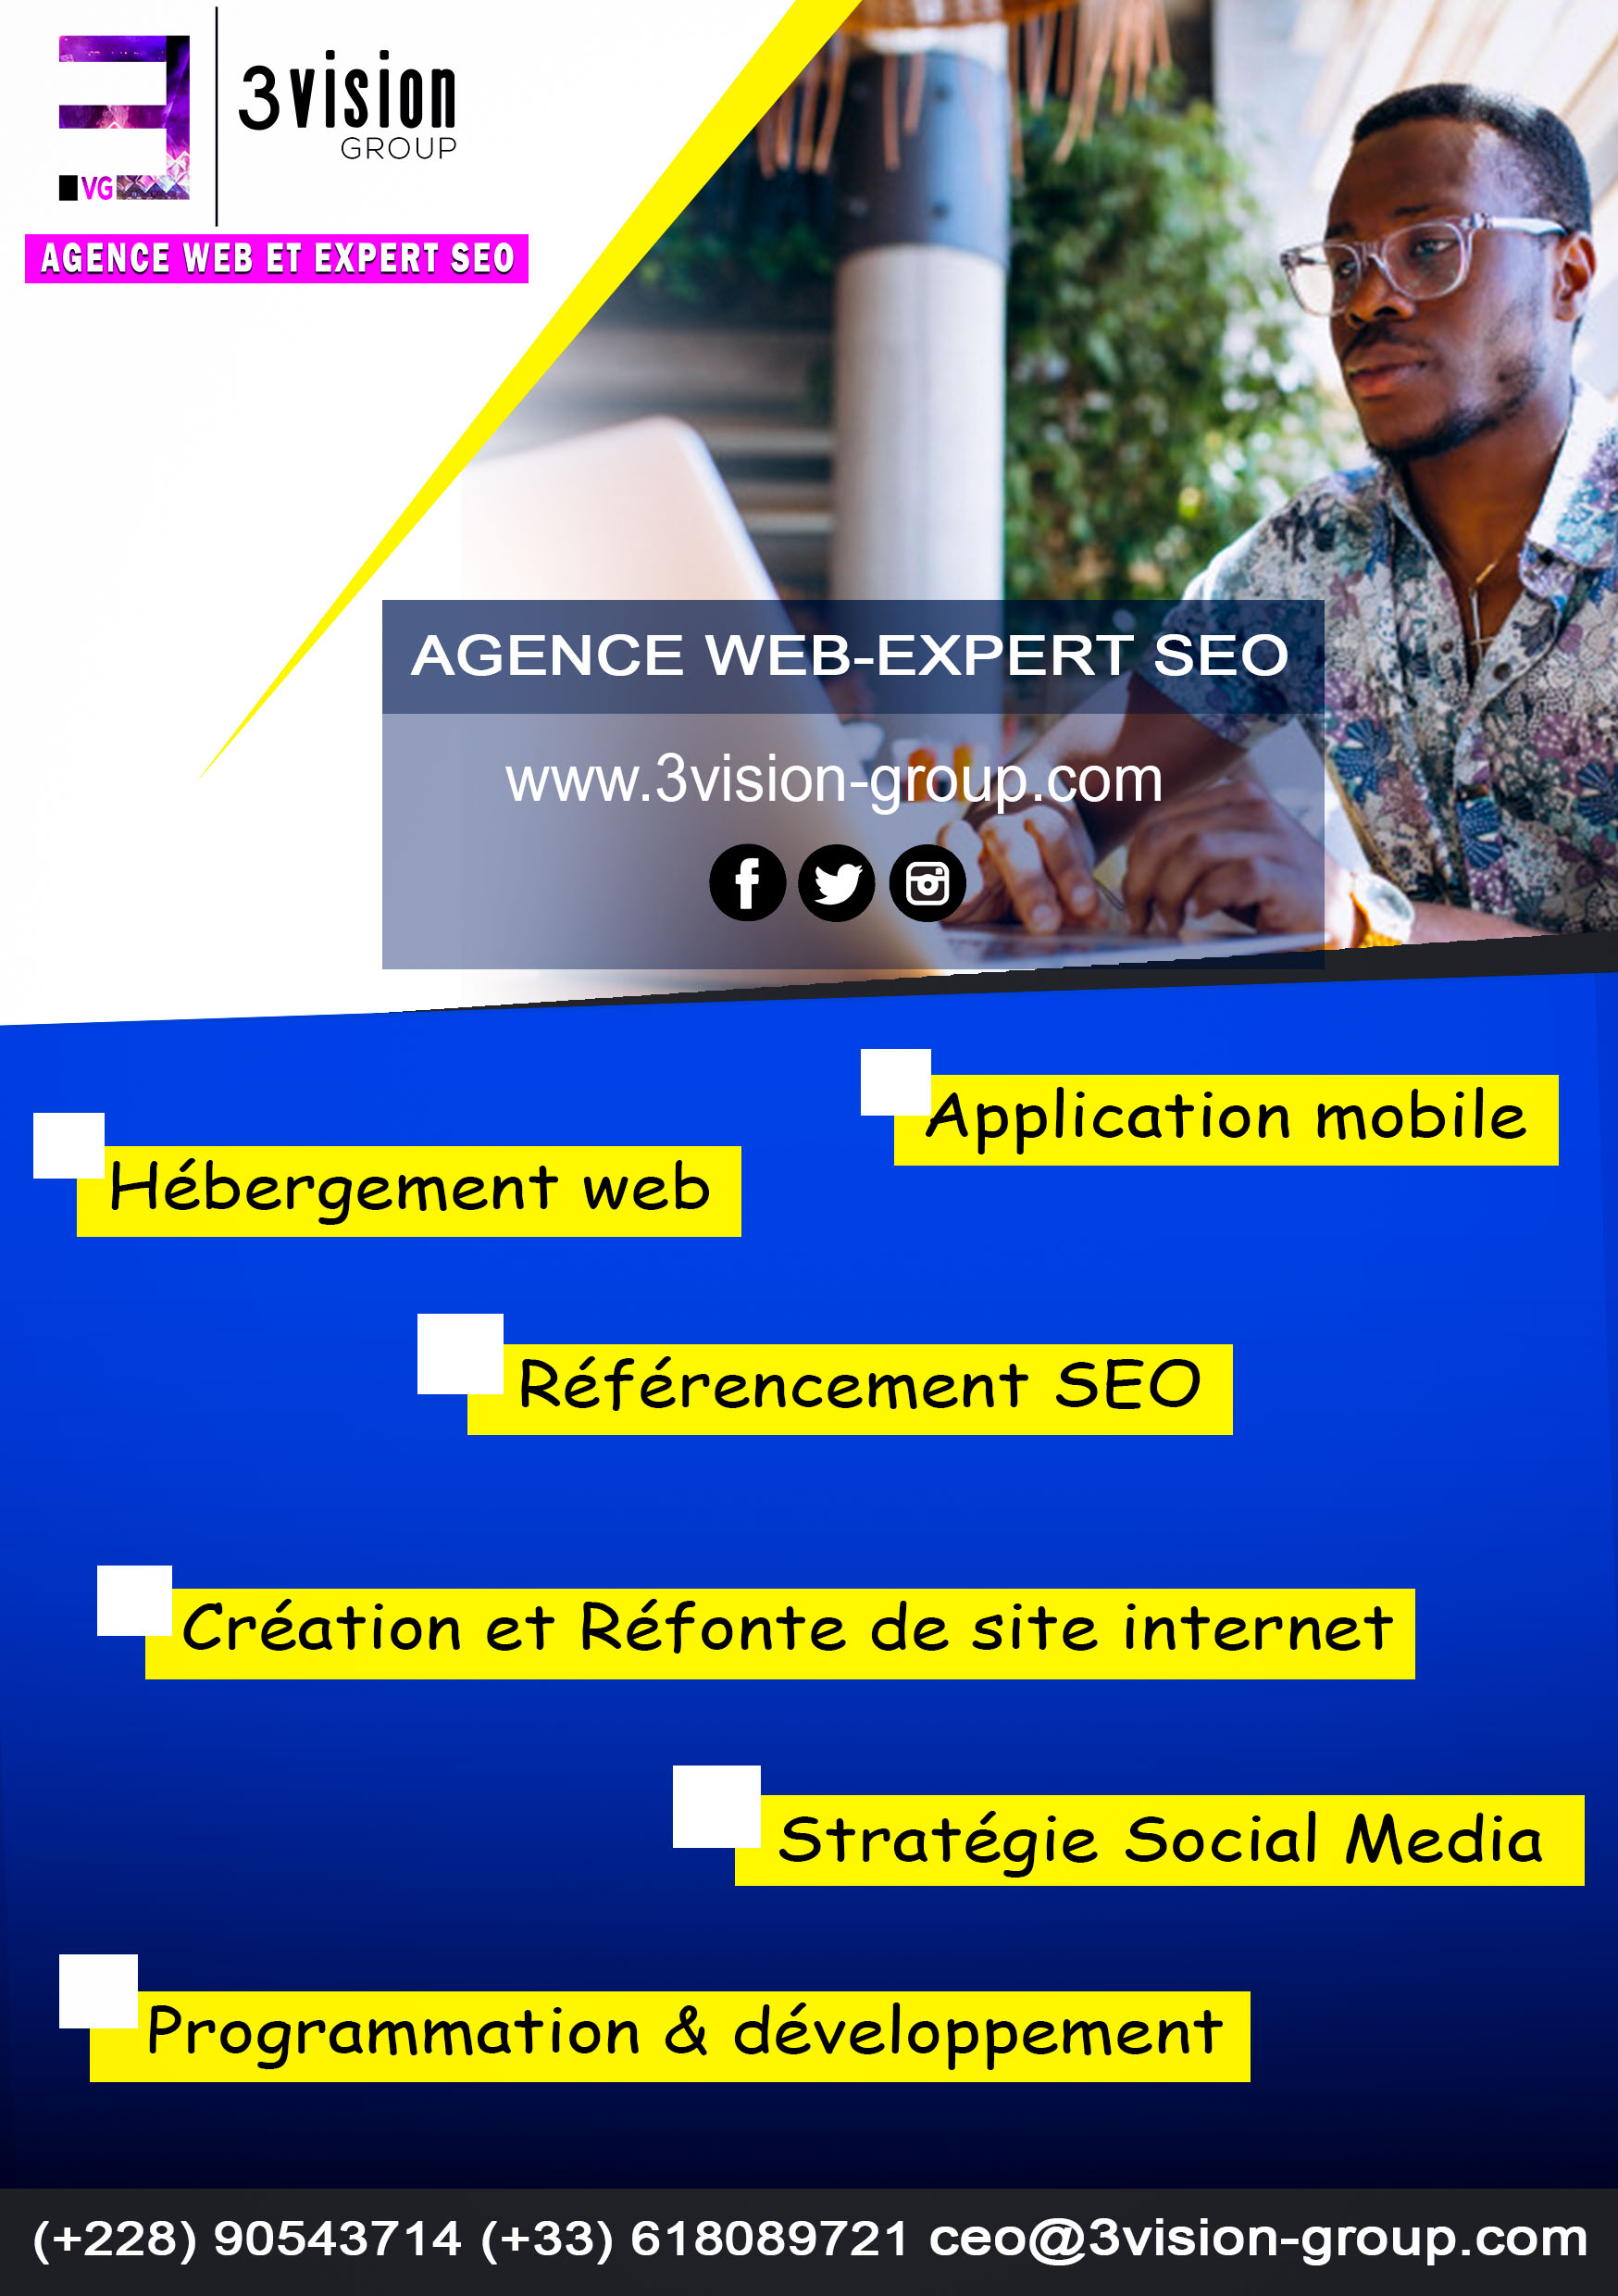 VG
3vision
GROUP
AGENCE WEB ET EXPERT SEO
AGENCE WEB-EXPERT SEO
www.3vision-group.com
Application mobile
Hébergement web
Référencement SEO
Création et Réfonte de site internet
Stratégie Social Media
Programmation & développement
(+228) 90543714 (+33) 618089721 ceo@3vision-group.com